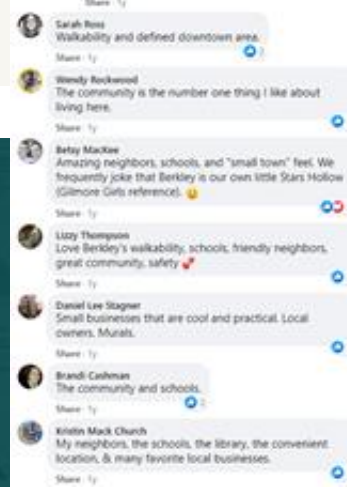 Share 1y
Sarah Ross
Walkability and defined downtown area.
2
Share 1y
Wendy Rockwood
The community is the number one thing I like about
living here.
Share 1y
Betsy MacKee
Amazing neighbors, schools, and "small town" feel. We
frequently joke that Berkley is our own little Stars Hollow
(Gilmore Girls reference). 😉
Share 1y
Lizzy Thompson
Love Berkley's walkability, schools, friendly neighbors,
great community, safety 💕
Share 1y
Daniel Lee Stagner
Small businesses that are cool and practical. Local
owners. Murals.
Share 1y
Brandi Cashman
The community and schools.
2
Share 1y
Kristin Mack Church
My neighbors, the schools, the library, the convenient
location, & many favorite local businesses.
Share 1y